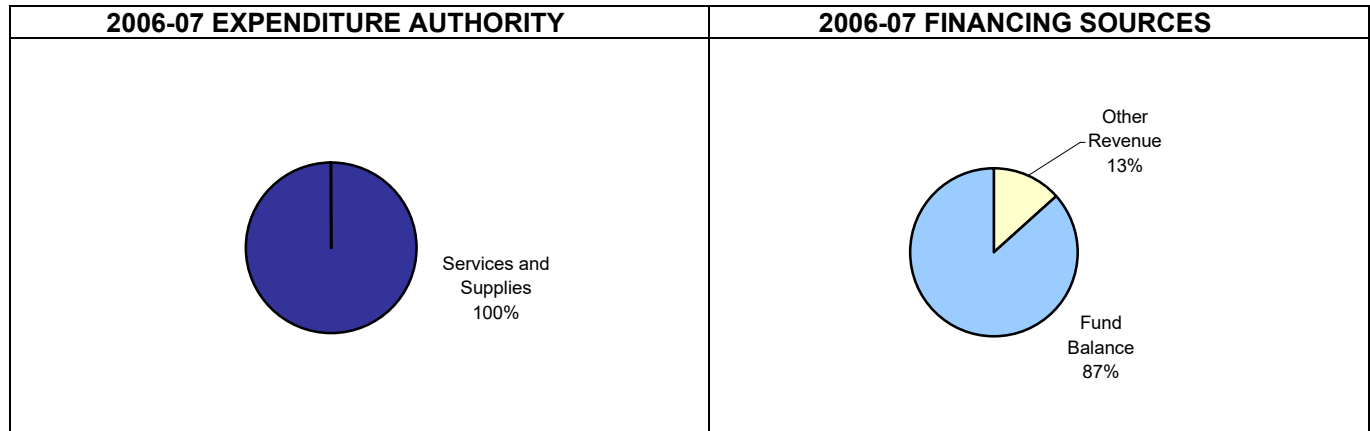 2006-07 EXPENDITURE AUTHORITY
2006-07 FINANCING SOURCES
Services and
Supplies
100%
Other
Revenue
13%
Fund
Balance
87%